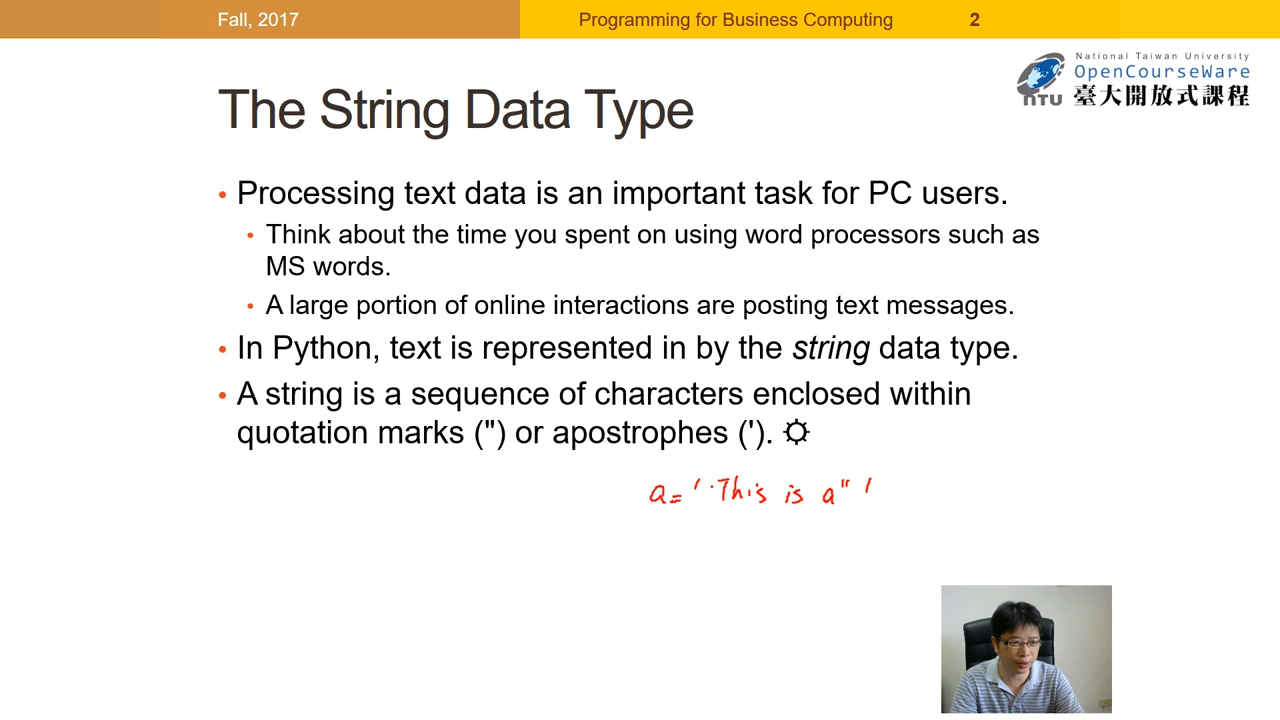 Fall, 2017
Programming for Business Computing 2
National Taiwan University
OpenCourseWare
NTU 臺大開放式課程
The String Data Type
• Processing text data is an important task for PC users.
• Think about the time you spent on using word processors such as
MS words.
• A large portion of online interactions are posting text messages.
• In Python, text is represented in by the string data type.
• A string is a sequence of characters enclosed within
quotation marks (") or apostrophes (').
a= ' This is a" '